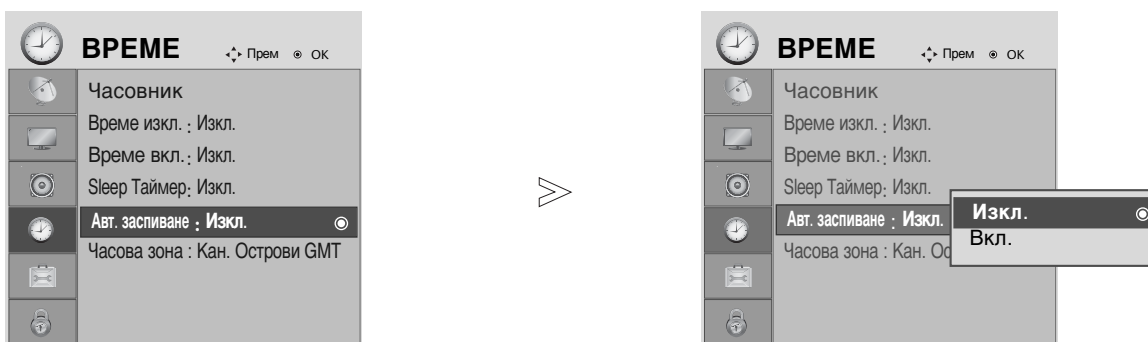 ВРЕМЕ Прем ОК
Часовник
Време изкл. : Изкл.
Време вкл. : Изкл.
Sleep Таймер: Изкл.
Авт. заспиване : Изкл.
Часова зона : Кан. Острови GMT
ВРЕМЕ Прем ОК
Часовник
Време изкл. : Изкл.
Време вкл. : Изкл.
Sleep Таймер: Изкл.
Авт. заспиване : Изкл.
Часова зона : Кан. Ос
Изкл.
Вкл.